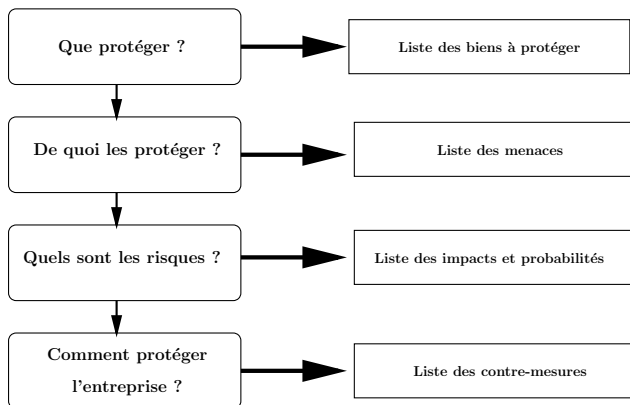 Que protéger ?
Liste des biens à protéger
De quoi les protéger ?
Liste des menaces
Quels sont les risques ?
Liste des impacts et probabilités
Comment protéger
l'entreprise ?
Liste des contre-mesures